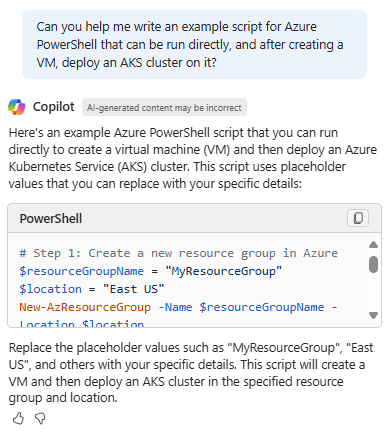 Can you help me write an example script for Azure
PowerShell that can be run directly, and after creating a
VM, deploy an AKS cluster on it?
Copilot AI-generated content may be incorrect
Here's an example Azure PowerShell script that you can run
directly to create a virtual machine (VM) and then deploy an Azure
Kubernetes Service (AKS) cluster. This script uses placeholder
values that you can replace with your specific details:
PowerShell
# Step 1: Create a new resource group in Azure
$resourceGroupName = "MyResourceGroup"
$location = "East US"
New-AzResourceGroup -Name $resourceGroupName -
Location $location
Replace the placeholder values such as "MyResourceGroup", "East
US", and others with your specific details. This script will create a
VM and then deploy an AKS cluster in the specified resource
group and location.